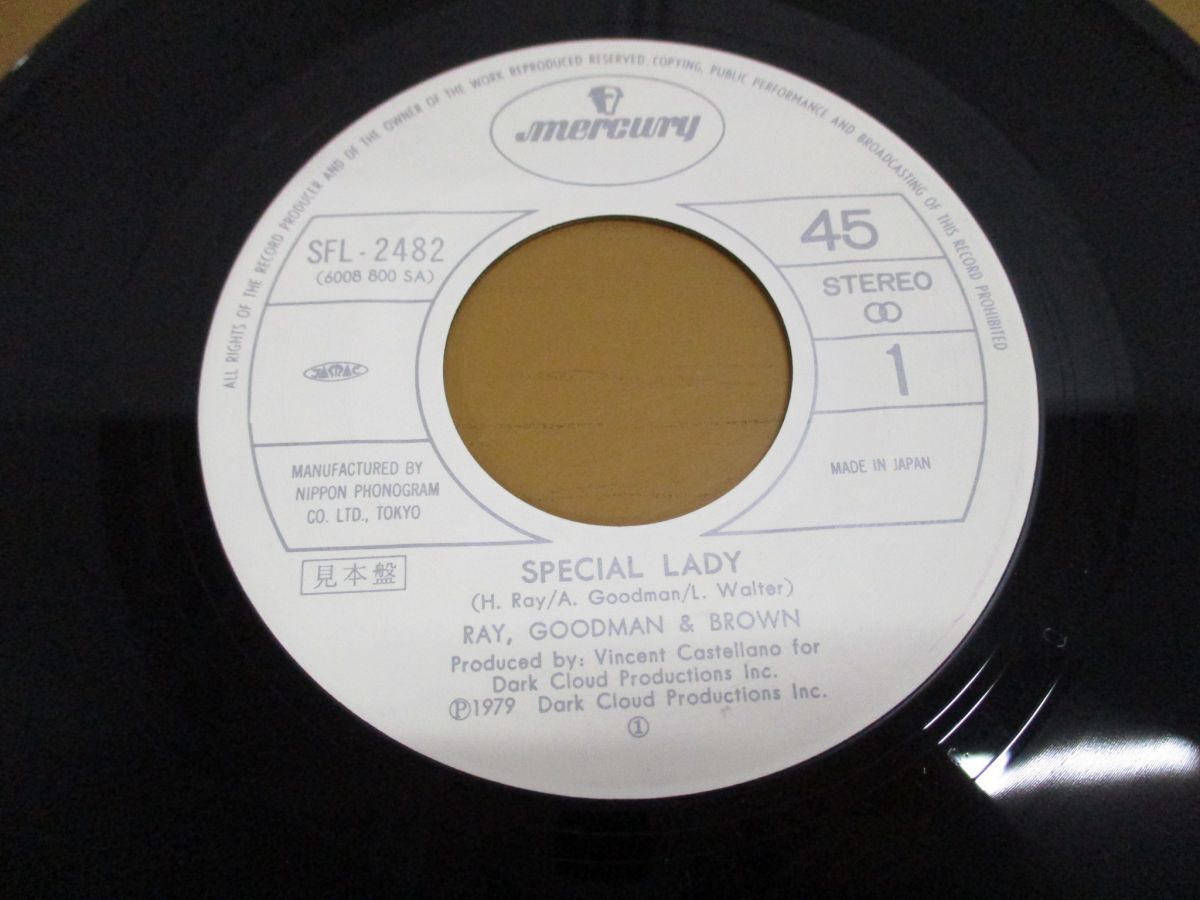 ALL RIGHTS OF THE RECORD PRODUCER AND OF THE OWNER OF THE WORK REPRODUCED RESERVED. COPYING, PUBLIC PERFORMANCE AND BROADCASTING OF THIS RECORD PROHIBITED
mercury
SFL-2482
(6008 800 SA)
JASRAC
MANUFACTURED BY
NIPPON PHONOGRAM
CO. LTD., TOKYO
見本盤
45
STEREO
1
MADE IN JAPAN
SPECIAL LADY
(H. Ray/A. Goodman/L. Walter)
RAY, GOODMAN & BROWN
Produced by: Vincent Castellano for
Dark Cloud Productions Inc.
Ⓟ1979 Dark Cloud Productions Inc.
①